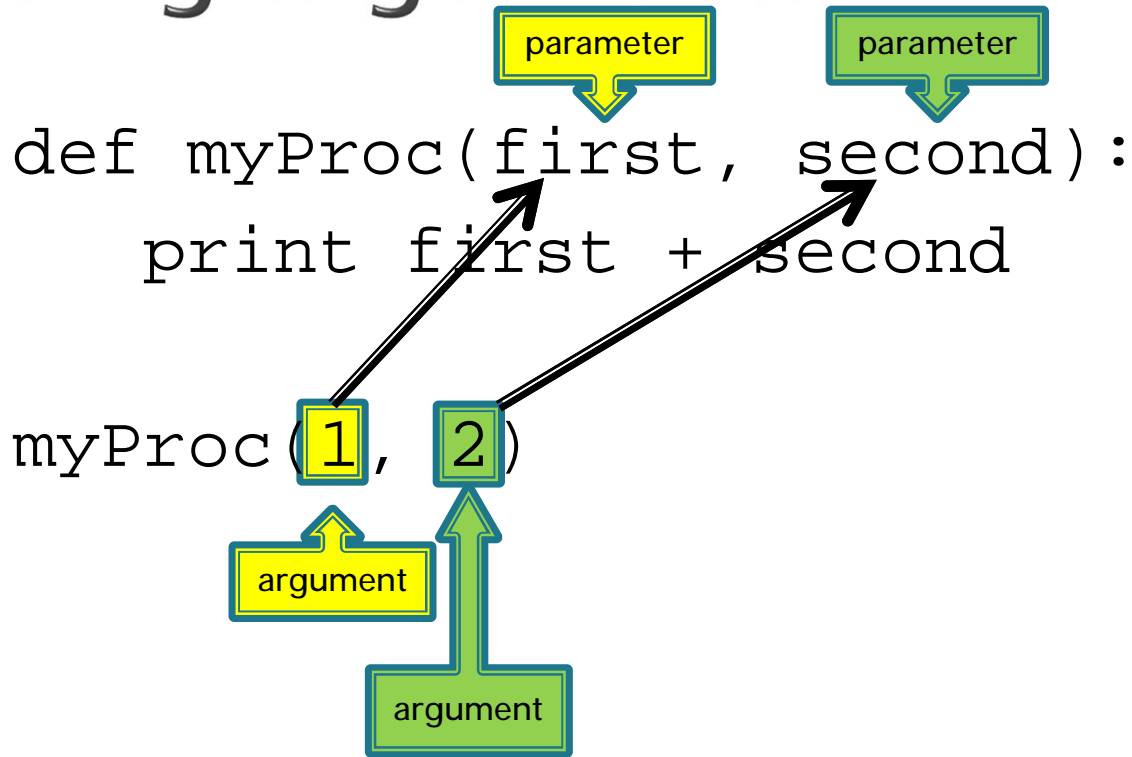 parameter parameter
def myProc(first, second):
print first + second
myProc(1, 2)
argument
argument